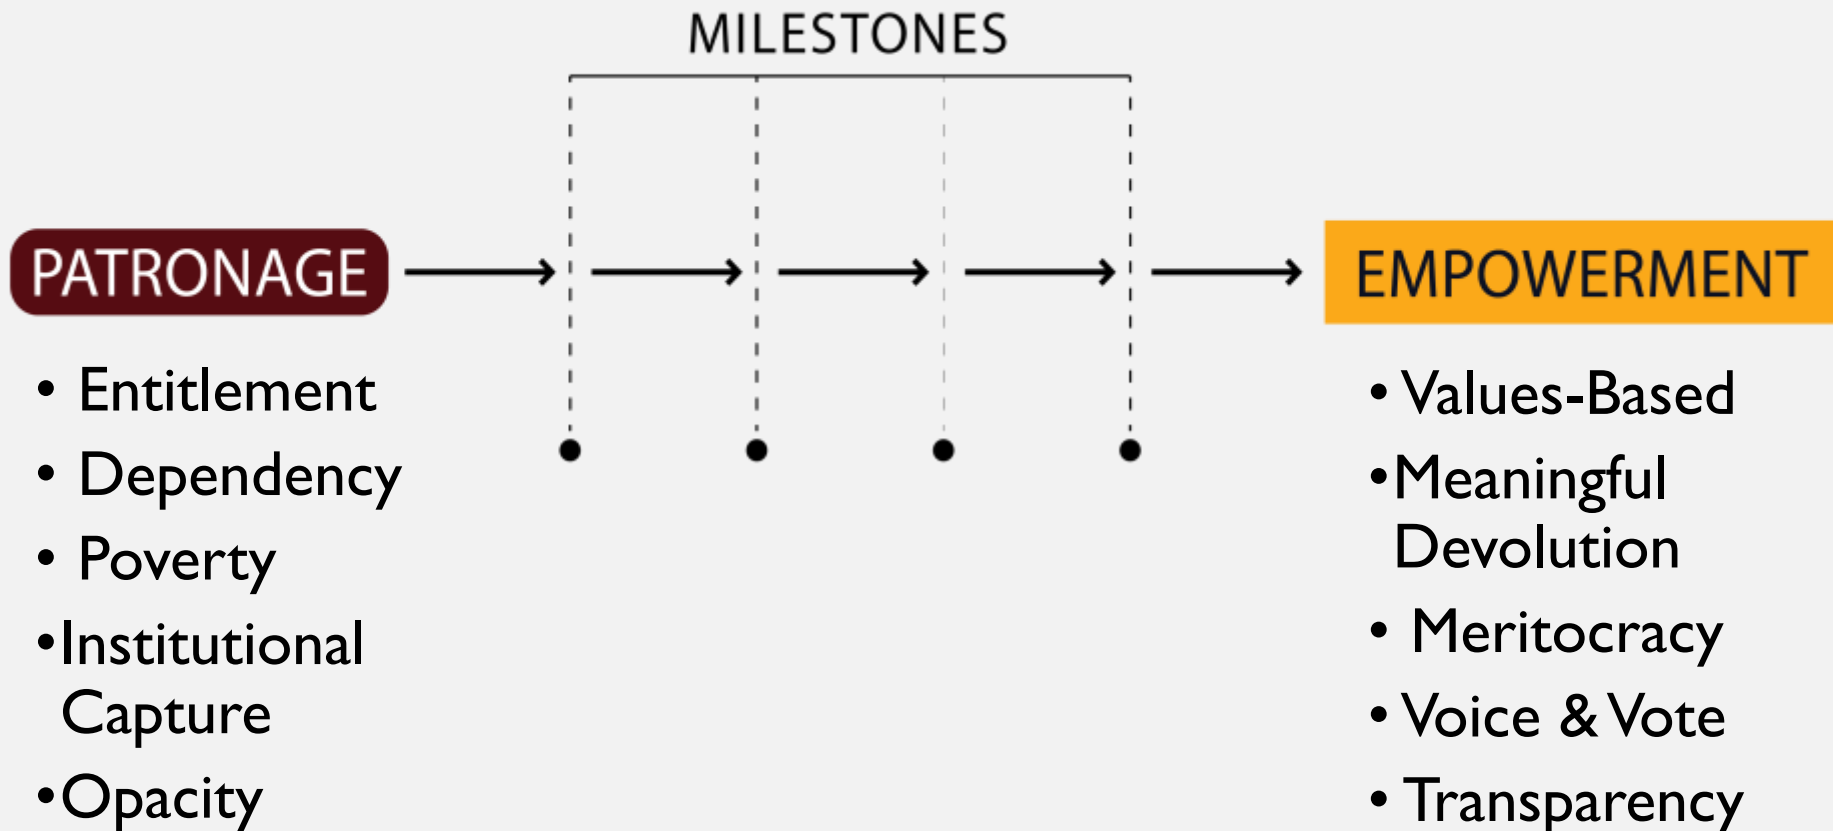 MILESTONES
PATRONAGE
EMPOWERMENT
• Entitlement
• Dependency
• Poverty
•Institutional
Capture
•Opacity
• Values-Based
•Meaningful
Devolution
• Meritocracy
• Voice & Vote
• Transparency